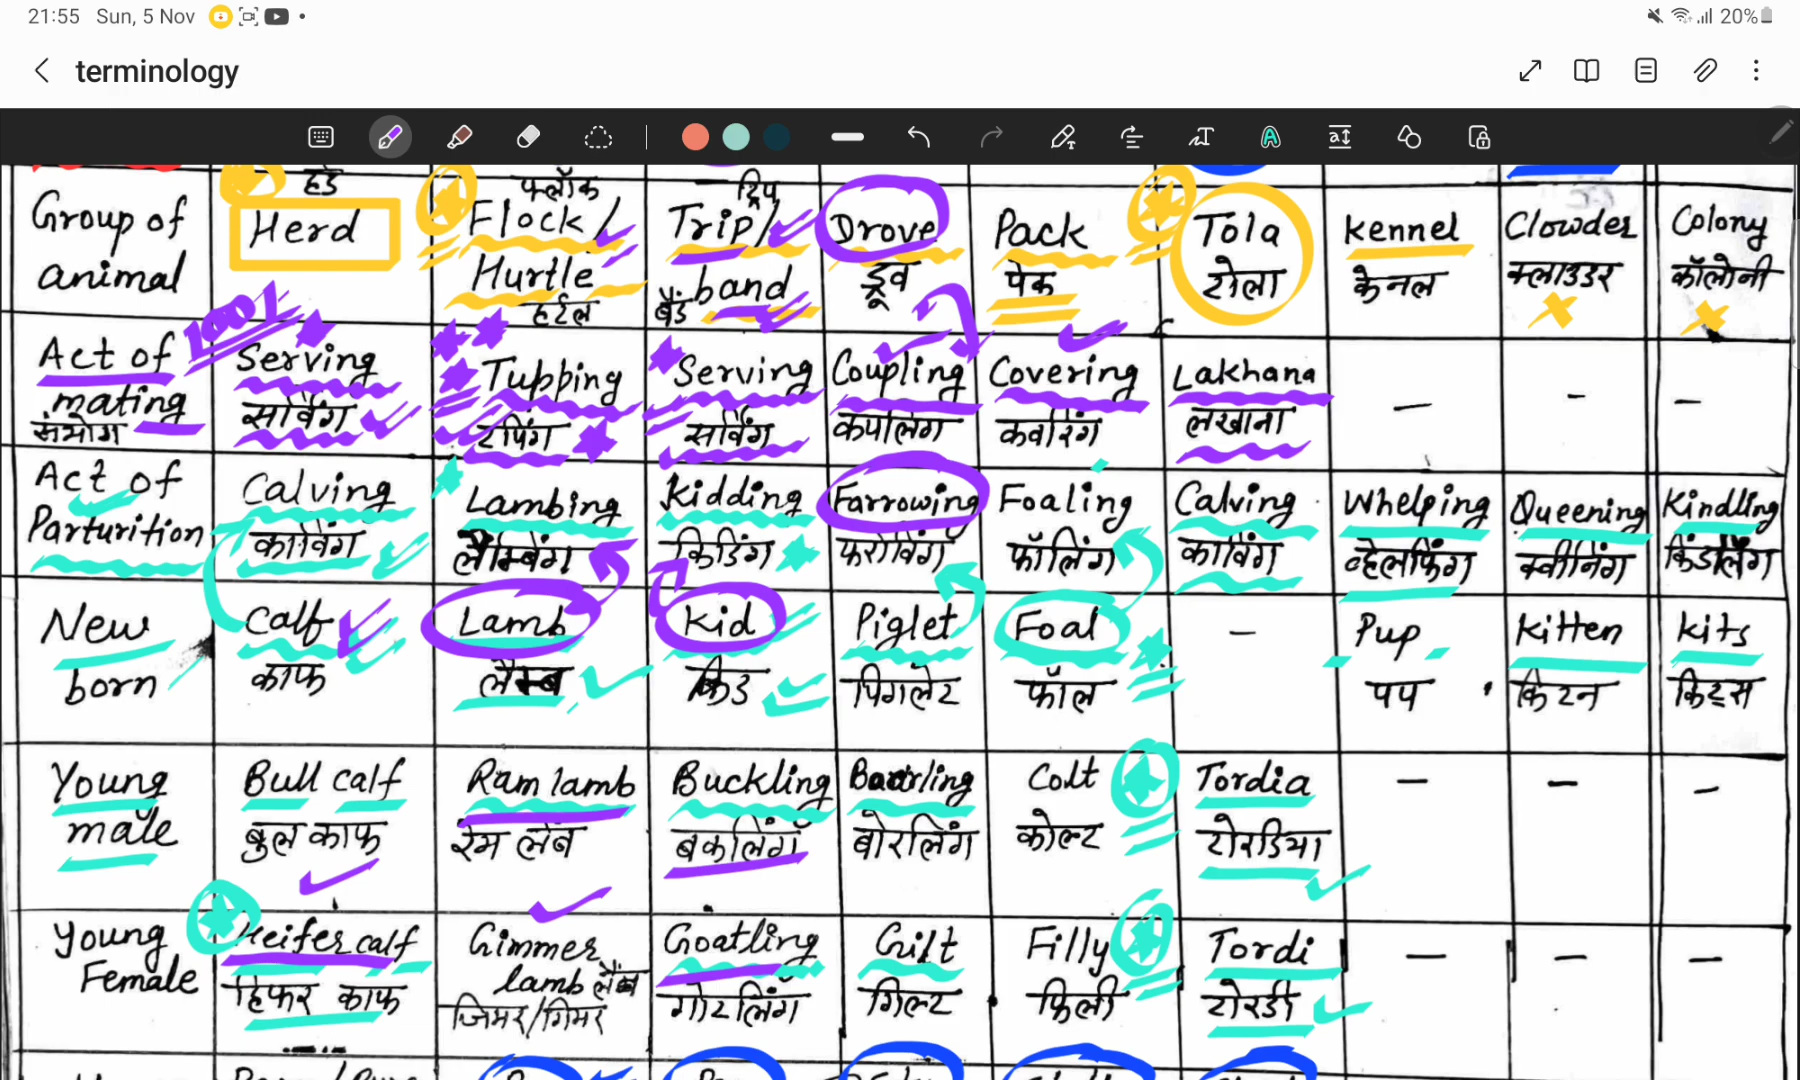 21:55 Sun, 5 Nov
20%
terminology
Group of animal
हर्ड
Herd
फ्लॉक
Flock/
Hurtle
हर्टल
ट्रिप
Trip/
band
बैंड
Drove
ड्रूव
Pack
पेक
Tola
टोला
Kennel
केनल
Clowder
क्लाउडर
Colony
कॉलोनी
Act of mating
संभोग
100%
Serving
सर्विंग
Tupping
टपिंग
Serving
सर्विंग
Coupling
कपलिंग
Covering
कवरिंग
Lakhana
लखाना
-
-
-
Act of Parturition
Calving
काविंग
Lambing
लैम्बिंग
Kidding
किडिंग
Farrowing
फरोविंग
Foaling
फॉलिंग
Calving
काविंग
Whelping
व्हेलफिंग
Queening
क्वीनिंग
Kindling
किंडलिंग
New born
Calf
काफ
Lamb
लैम्ब
Kid
किड
Piglet
पिगलेट
Foal
फॉल
-
Pup
पप
Kitten
किटन
Kits
किट्स
Young male
Bull calf
बुल काफ
Ram lamb
रेम लेंब
Buckling
बकलिंग
Boarling
बोरलिंग
Colt
कोल्ट
Tordia
टोरडिया
-
-
-
Young Female
Heifer calf
हिफर काफ
Gimmer lamb
लैंब
जिमर/गिमर
Goatling
गोटलिंग
Gilt
गिल्ट
Filly
फिली
Tordi
टोरडी
-
-
-